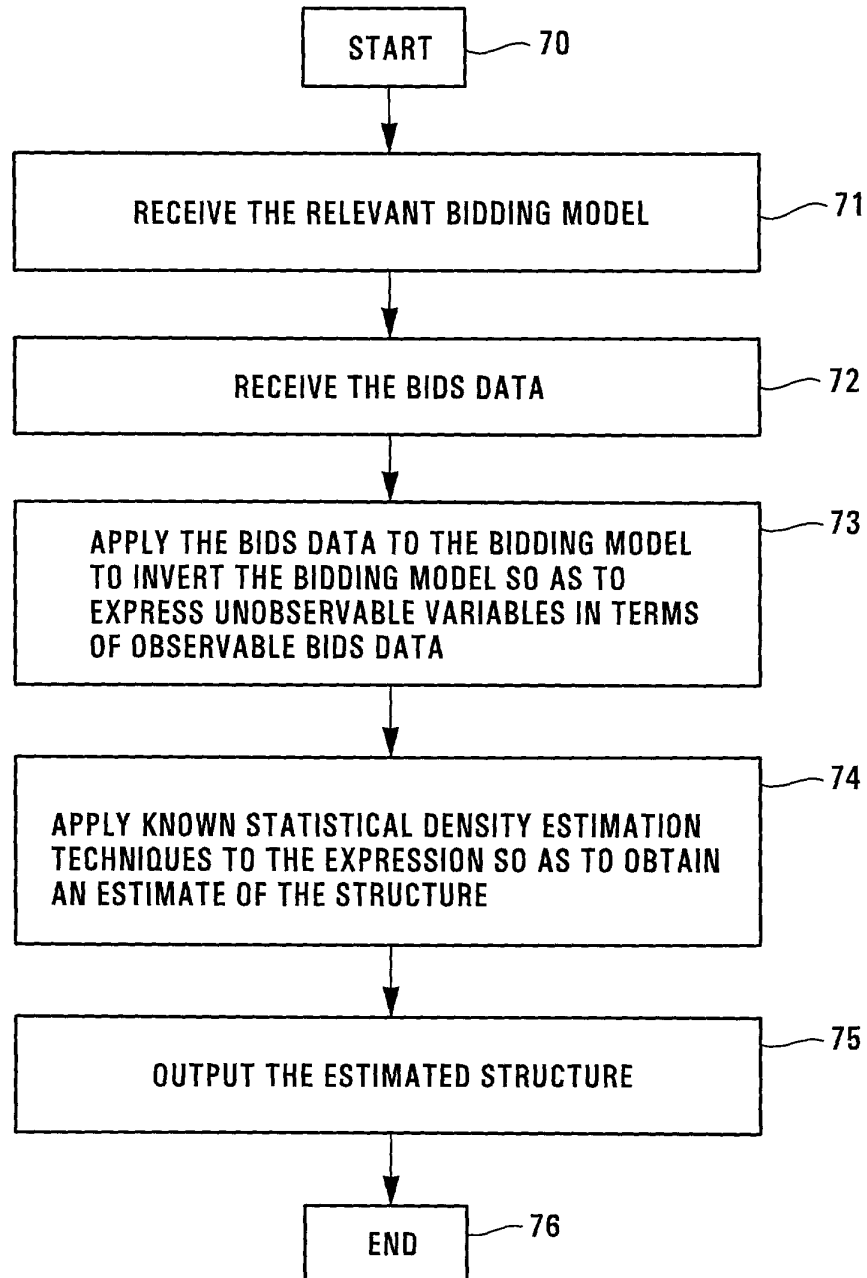 START
70
RECEIVE THE RELEVANT BIDDING MODEL
71
RECEIVE THE BIDS DATA
72
APPLY THE BIDS DATA TO THE BIDDING MODEL
TO INVERT THE BIDDING MODEL SO AS TO
EXPRESS UNOBSERVABLE VARIABLES IN TERMS
OF OBSERVABLE BIDS DATA
73
APPLY KNOWN STATISTICAL DENSITY ESTIMATION
TECHNIQUES TO THE EXPRESSION SO AS TO OBTAIN
AN ESTIMATE OF THE STRUCTURE
74
OUTPUT THE ESTIMATED STRUCTURE
75
END
76